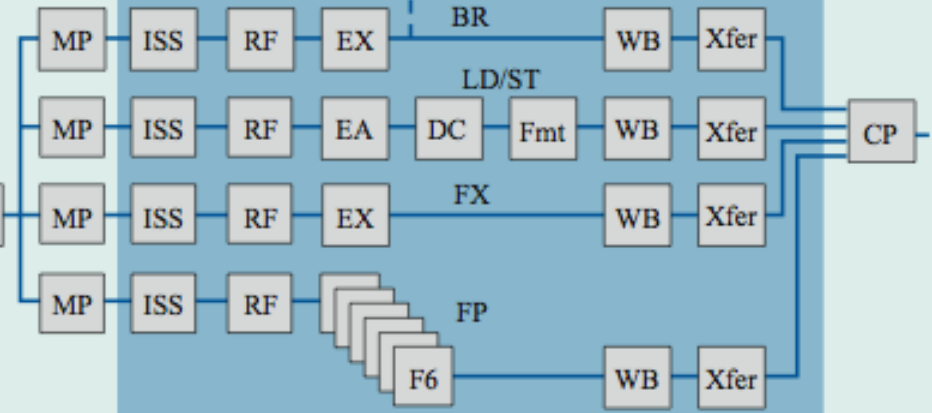 BR
MP ISS RF EX WB Xfer
LD/ST
MP ISS RF EA DC Fmt WB Xfer CP
FX
MP ISS RF EX WB Xfer
MP ISS RF FP
F6 WB Xfer